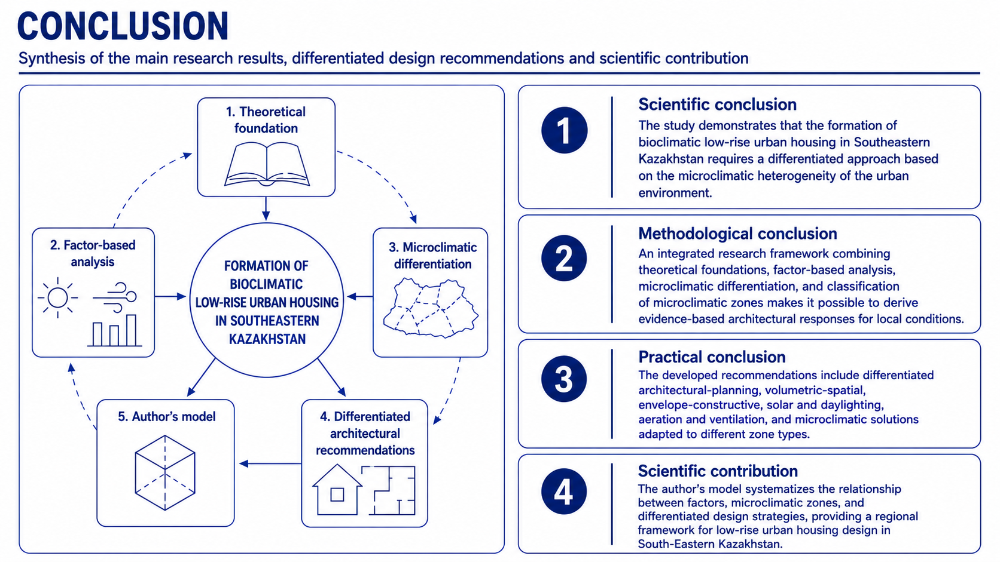 CONCLUSION
Synthesis of the main research results, differentiated design recommendations and scientific contribution
1. Theoretical
foundation
2. Factor-based
analysis
3. Microclimatic
differentiation
FORMATION OF
BIOCLIMATIC
LOW-RISE URBAN HOUSING
IN SOUTHEASTERN
KAZAKHSTAN
5. Author's model
4. Differentiated
architectural
recommendations
1
Scientific conclusion
The study demonstrates that the formation of
bioclimatic low-rise urban housing in Southeastern
Kazakhstan requires a differentiated approach based
on the microclimatic heterogeneity of the urban
environment.
2
Methodological conclusion
An integrated research framework combining
theoretical foundations, factor-based analysis,
microclimatic differentiation, and classification
of microclimatic zones makes it possible to derive
evidence-based architectural responses for local conditions.
3
Practical conclusion
The developed recommendations include differentiated
architectural-planning, volumetric-spatial,
envelope-constructive, solar and daylighting,
aeration and ventilation, and microclimatic solutions
adapted to different zone types.
4
Scientific contribution
The author's model systematizes the relationship
between factors, microclimatic zones, and
differentiated design strategies, providing a regional
framework for low-rise urban housing design in
South-Eastern Kazakhstan.